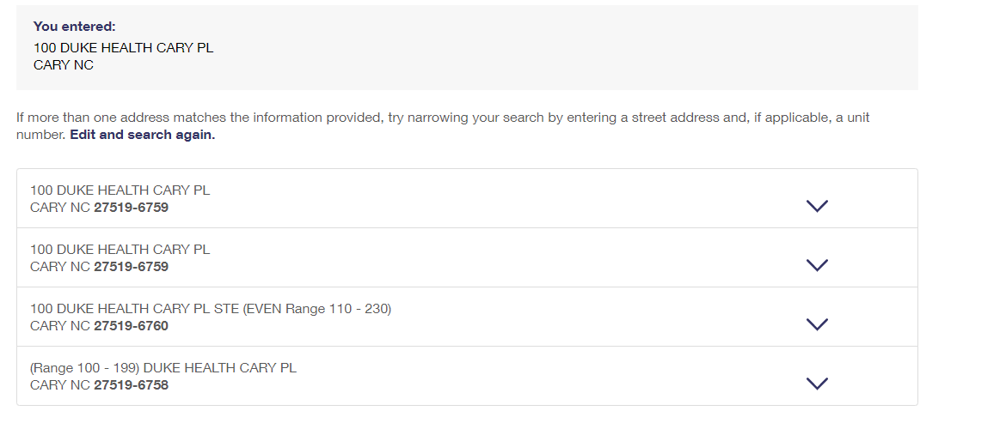 You entered:
100 DUKE HEALTH CARY PL
CARY NC
If more than one address matches the information provided, try narrowing your search by entering a street address and, if applicable, a unit
number. Edit and search again.
100 DUKE HEALTH CARY PL
CARY NC 27519-6759
100 DUKE HEALTH CARY PL
CARY NC 27519-6759
100 DUKE HEALTH CARY PL STE (EVEN Range 110 - 230)
CARY NC 27519-6760
(Range 100 - 199) DUKE HEALTH CARY PL
CARY NC 27519-6758